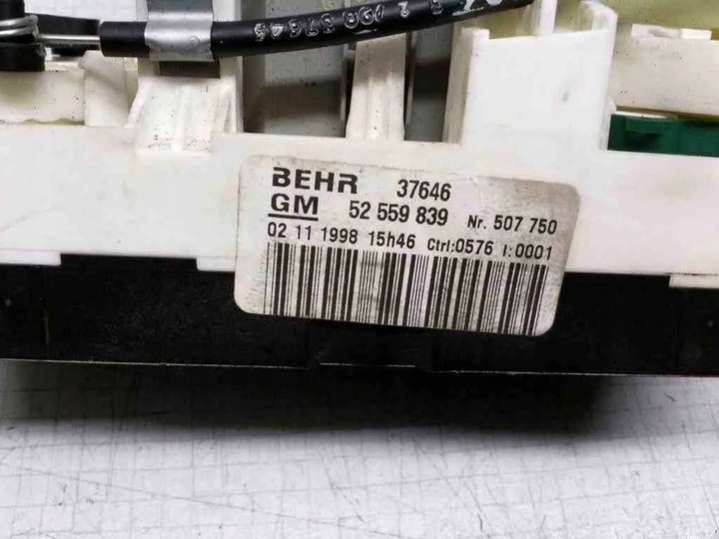 BEHR 37646
GM 52 559 839 Nr. 507 750
02 11 1998 15h46 Ctrl:0576 I:0001